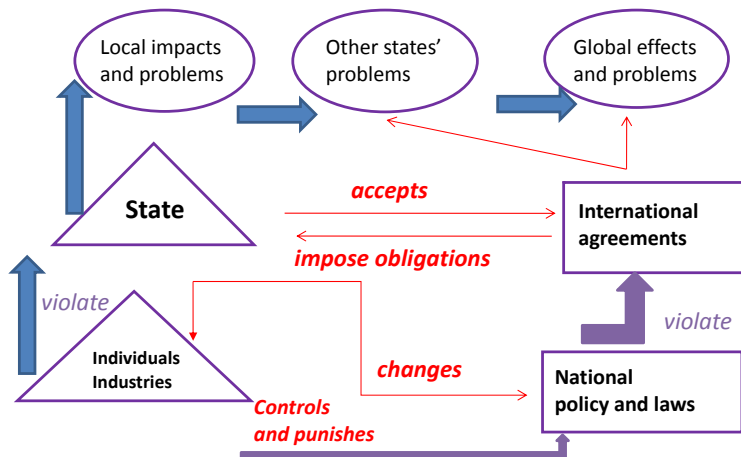 Local impacts
and problems
Other states'
problems
Global effects
and problems
State
accepts
International
agreements
impose obligations
violate
violate
Individuals
Industries
changes
National
policy and laws
Controls
and punishes